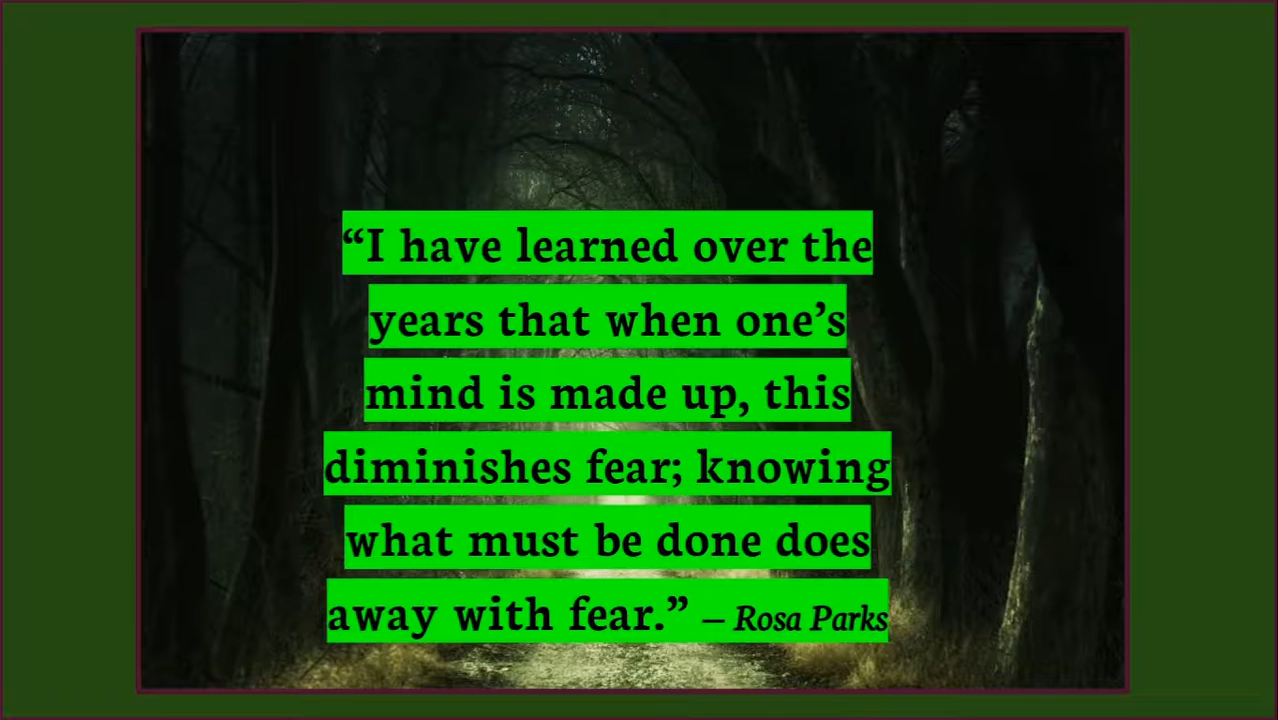 “I have learned over the
years that when one’s
mind is made up, this
diminishes fear; knowing
what must be done does
away with fear.” – Rosa Parks